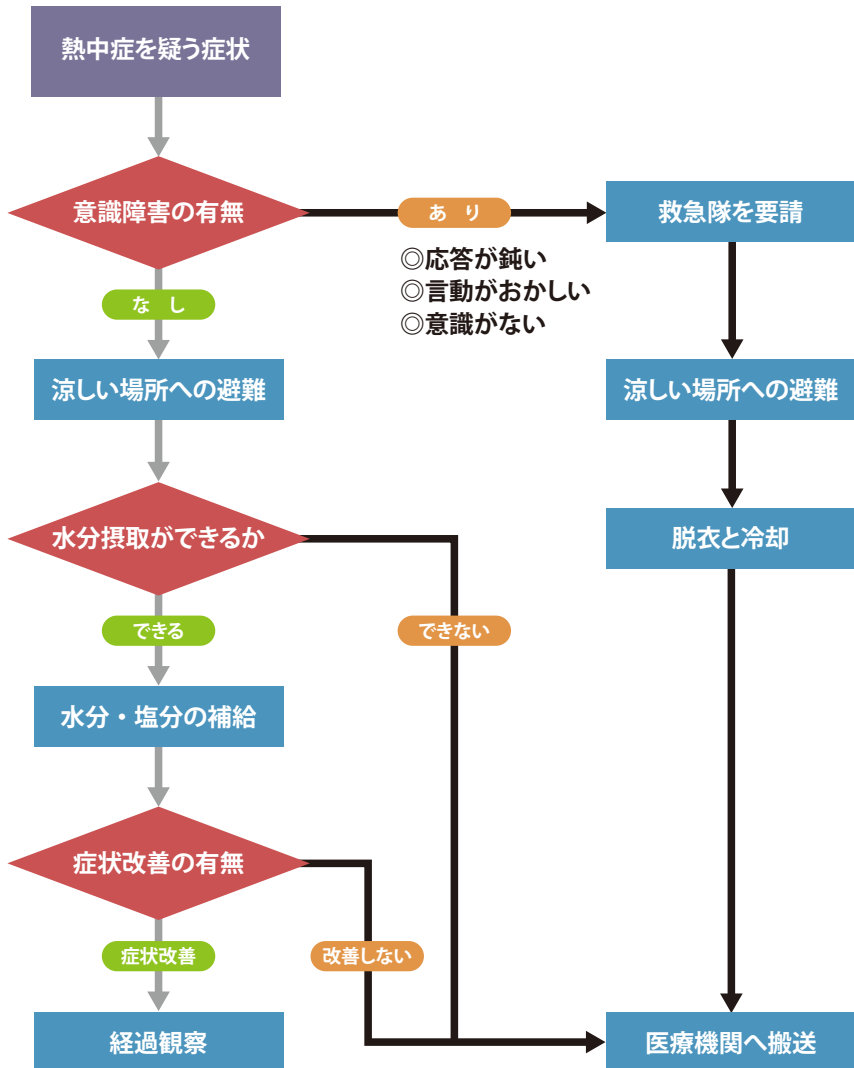 熱中症を疑う症状
意識障害の有無
あ り
救急隊を要請
◎応答が鈍い
◎言動がおかしい
◎意識がない
な し
涼しい場所への避難
涼しい場所への避難
水分摂取ができるか
脱衣と冷却
できる
できない
水分・塩分の補給
症状改善の有無
症状改善
改善しない
経過観察
医療機関へ搬送